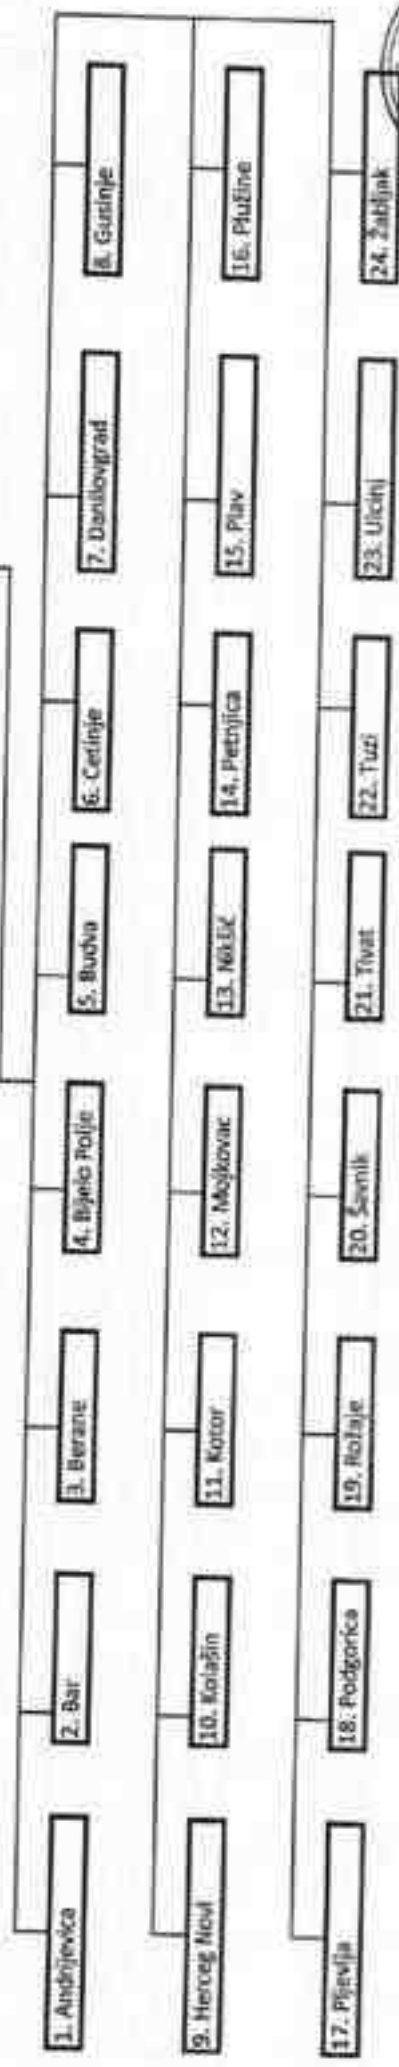 1. Andrijevica
2. Bar
3. Berane
4. Bijelo Polje
5. Budva
6. Cetinje
7. Danilovgrad
8. Gusinje
9. Herceg Novi
10. Kolašin
11. Kotor
12. Mojkovac
13. Nikšić
14. Petnjica
15. Plav
16. Plužine
17. Pljevlja
18. Podgorica
19. Rožaje
20. Šavnik
21. Tivat
22. Tuzi
23. Ulcinj
24. Žabljak